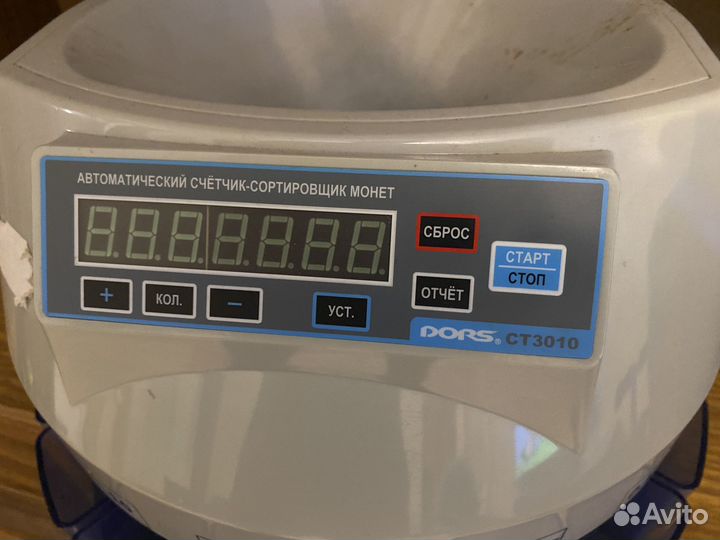 АВТОМАТИЧЕСКИЙ СЧЁТЧИК-СОРТИРОВЩИК МОНЕТ
СБРОС
СТАРТ
СТОП
+ КОЛ. − УСТ. ОТЧЁТ
DORS® CT3010
Avito